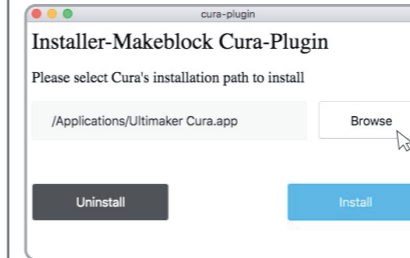 cura-plugin
Installer-Makeblock Cura-Plugin
Please select Cura's installation path to install
/Applications/Ultimaker Cura.app
Browse
Uninstall
Install